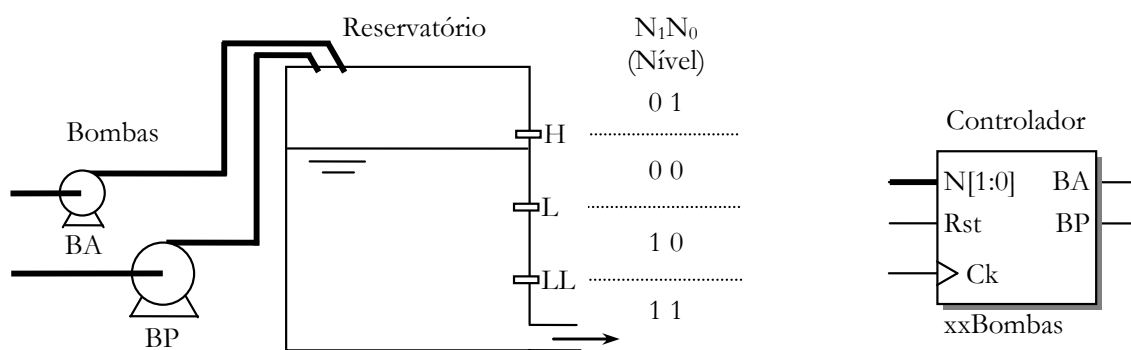 Reservatório
N₁N₀
(Nível)
0 1
Bombas
H
Controlador
0 0
N[1:0] BA
L
Rst BP
BA
1 0
LL
Ck
1 1
BP
xxBombas